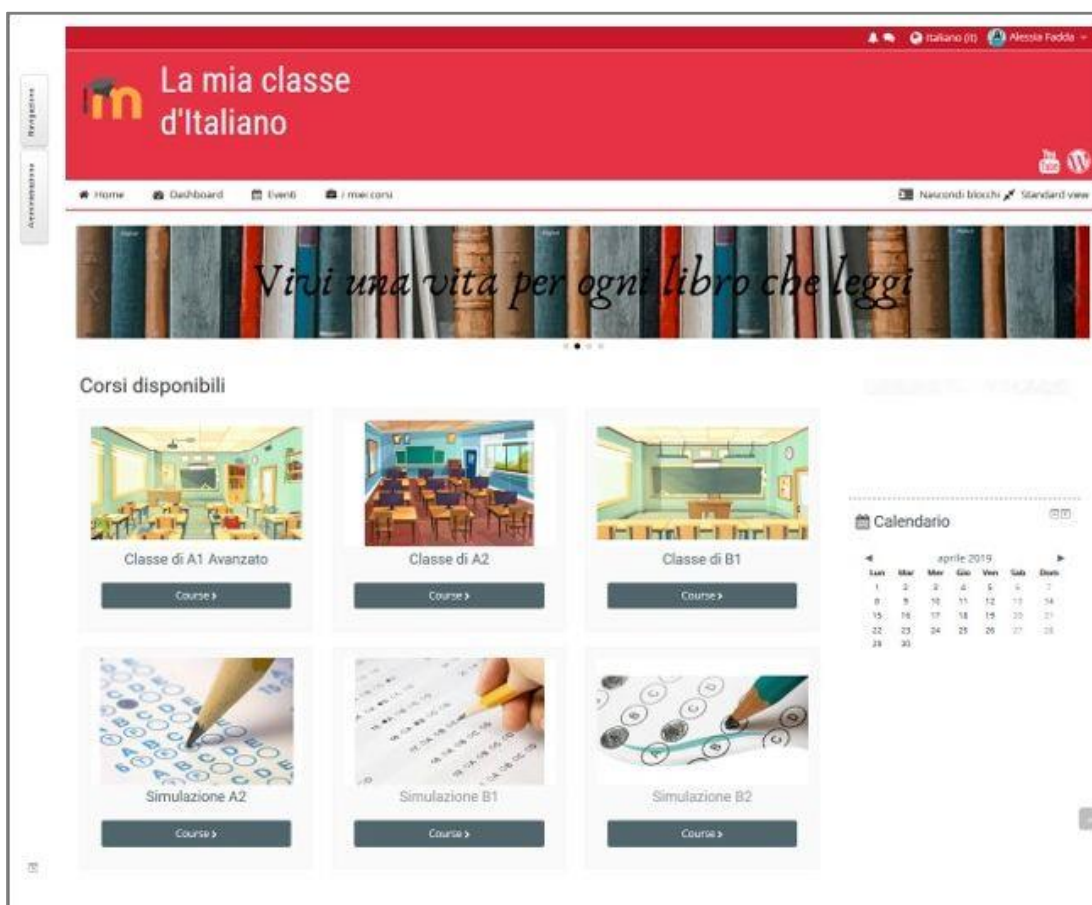 Italiano (it) Alessia Fadda
La mia classe
d'Italiano
You
Tube
Navigazione
Amministrazione
Home Dashboard Eventi I miei corsi Nascondi blocchi Standard view
Vivi una vita per ogni libro che leggi
Corsi disponibili
Classe di A1 Avanzato Classe di A2 Classe di B1
Course Course Course
Calendario
aprile 2019
Lun Mar Mer Gio Ven Sab Dom
1 2 3 4 5 6 7
8 9 10 11 12 13 14
15 16 17 18 19 20 21
22 23 24 25 26 27 28
29 30
Simulazione A2 Simulazione B1 Simulazione B2
Course Course Course